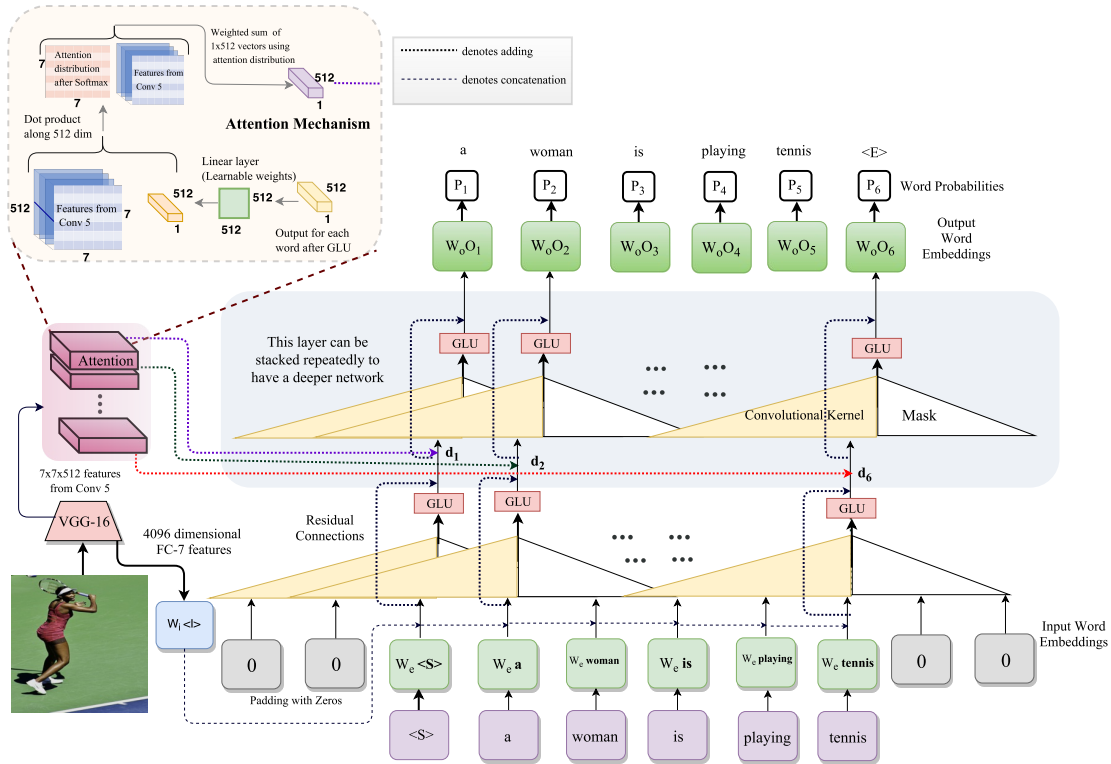 Weighted sum of
1x512 vectors using
attention distribution
7
Attention
distribution
after Softmax
Features from
Conv 5
7
512
1
Attention Mechanism
Dot product
along 512 dim
Linear layer
(Learnable weights)
512
Features from
Conv 5
7
7
512
1
512
512
512
1
Output for each
word after GLU
denotes adding
denotes concatenation
a woman is playing tennis <E>
P1 P2 P3 P4 P5 P6 Word Probabilities
WoO1 WoO2 WoO3 WoO4 WoO5 WoO6
Output
Word
Embeddings
This layer can be
stacked repeatedly to
have a deeper network
GLU GLU GLU
Convolutional Kernel
Mask
Attention
d1 d2 d6
7x7x512 features
from Conv 5
VGG-16
4096 dimensional
FC-7 features
Residual
Connections
GLU GLU GLU
Wi <I>
0 0 We <S> We a We woman We is We playing We tennis 0 0
Input Word
Embeddings
Padding with Zeros
<S> a woman is playing tennis